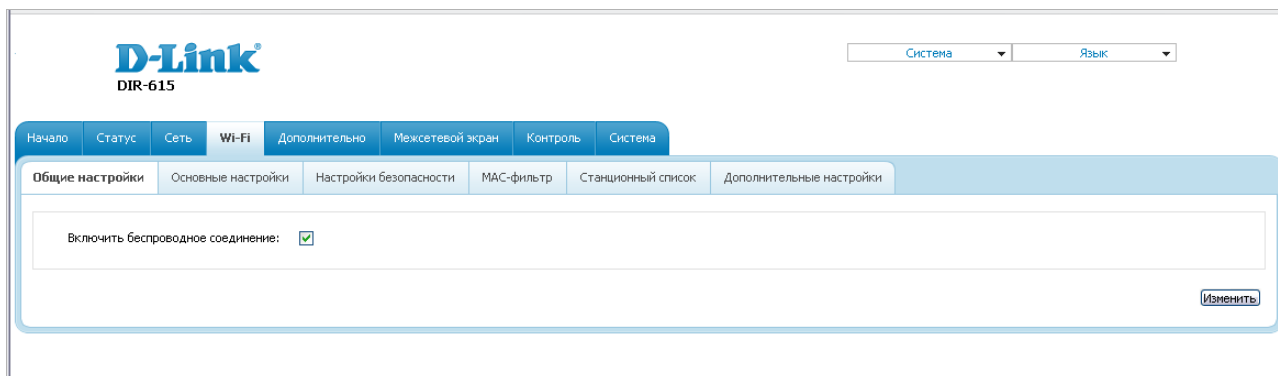 D-Link®
DIR-615
Система Язык
Начало Статус Сеть Wi-Fi Дополнительно Межсетевой экран Контроль Система
Общие настройки Основные настройки Настройки безопасности MAC-фильтр Станционный список Дополнительные настройки
Включить беспроводное соединение:
Изменить